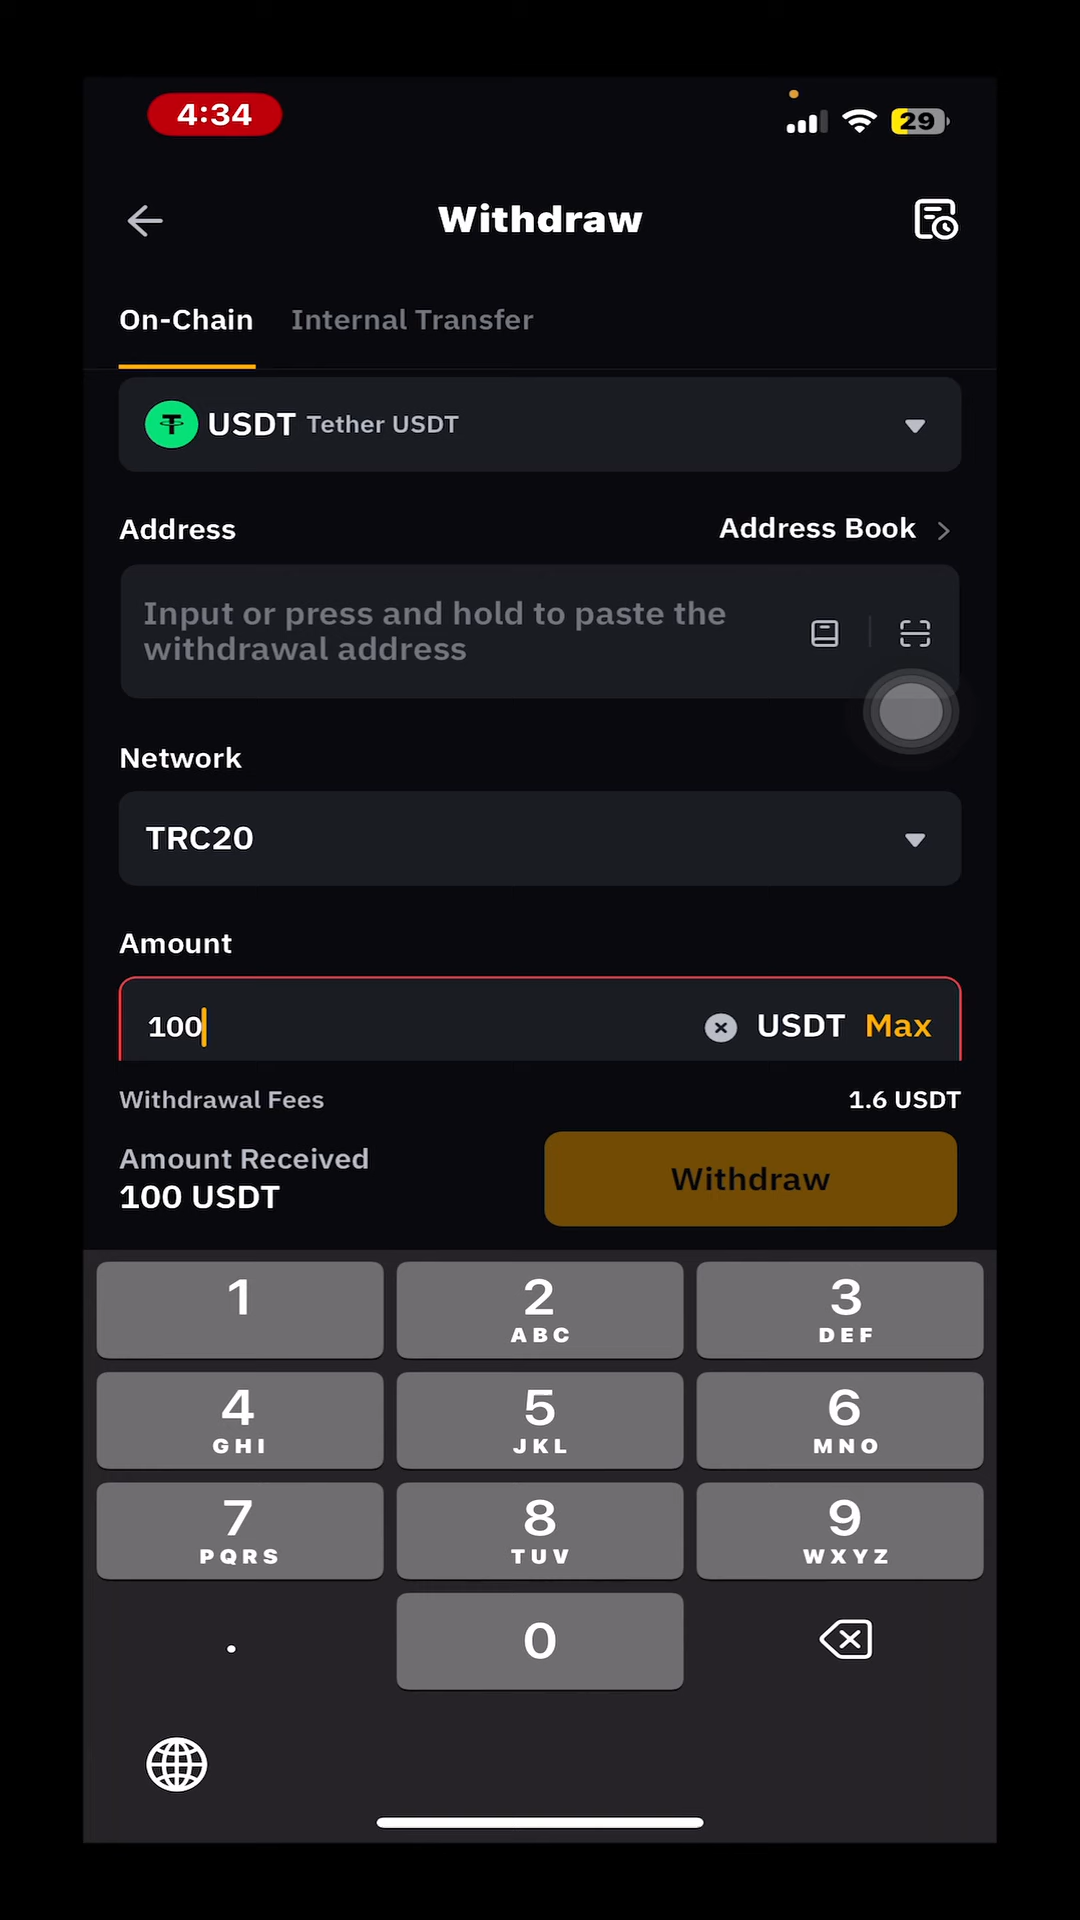 4:34
29
Withdraw
On-Chain Internal Transfer
USDT Tether USDT
Address Address Book
Input or press and hold to paste the
withdrawal address
Network
TRC20
Amount
100 USDT Max
Withdrawal Fees 1.6 USDT
Amount Received
100 USDT
Withdraw
1 2 3
ABC DEF
4 5 6
GHI JKL MNO
7 8 9
PQRS TUV WXYZ
. 0